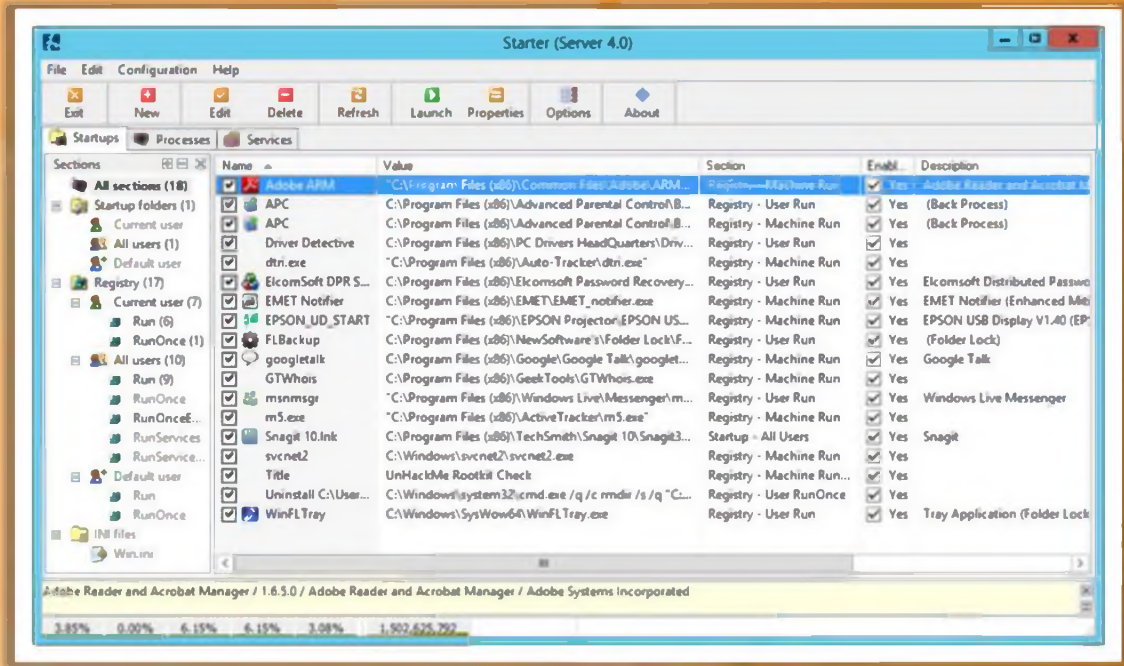 Starter (Server 4.0)
File Edit Configuration Help
Exit New Edit Delete Refresh Launch Properties Options About
Startups Processes Services
Sections
All sections (18)
Startup folders (1)
Current user
All users (1)
Default user
Registry (17)
Current user (7)
Run (6)
RunOnce (1)
All users (10)
Run (9)
RunOnce
RunOnceE...
RunServices
RunService...
Default user
Run
RunOnce
INI files
Win.ini
Name Value Section Enabl... Description
Adobe ARM "C:\Program Files (x86)\Common Files\Adobe\ARM... Registry - Machine Run Yes Adobe Reader and Acrobat M
APC C:\Program Files (x86)\Advanced Parental Control\B... Registry - User Run Yes (Back Process)
APC C:\Program Files (x86)\Advanced Parental Control\B... Registry - Machine Run Yes (Back Process)
Driver Detective C:\Program Files (x86)\PC Drivers HeadQuarters\Driv... Registry - User Run Yes
dtri.exe "C:\Program Files (x86)\Auto-Tracker\dtri.exe" Registry - Machine Run Yes
ElcomSoft DPR S... C:\Program Files (x86)\Elcomsoft Password Recovery... Registry - User Run Yes Elcomsoft Distributed Passwo
EMET Notifier "C:\Program Files (x86)\EMET\EMET_notifier.exe Registry - Machine Run Yes EMET Notifier (Enhanced Miti
EPSON_UD_START "C:\Program Files (x86)\EPSON Projector\EPSON US... Registry - Machine Run Yes EPSON USB Display V1.40 (EP
FLBackup C:\Program Files (x86)\NewSoftware's\Folder Lock\F... Registry - User Run Yes (Folder Lock)
googletalk C:\Program Files (x86)\Google\Google Talk\googlet... Registry - Machine Run Yes Google Talk
GTWhois C:\Program Files (x86)\GeekTools\GTWhois.exe Registry - Machine Run Yes
msnmsgr "C:\Program Files (x86)\Windows Live\Messenger\m... Registry - User Run Yes Windows Live Messenger
m5.exe "C:\Program Files (x86)\ActiveTracker\m5.exe" Registry - Machine Run Yes
Snagit 10.lnk C:\Program Files (x86)\TechSmith\Snagit 10\Snagit3... Startup - All Users Yes Snagit
svcnet2 C:\Windows\svcnet2\svcnet2.exe Registry - Machine Run Yes
Title UnHackMe Rootkit Check Registry - Machine Run... Yes
Uninstall C:\User... C:\Windows\system32\cmd.exe /q /c rmdir /s /q "C:... Registry - User RunOnce Yes
WinFLTray C:\Windows\SysWow64\WinFLTray.exe Registry - User Run Yes Tray Application (Folder Lock
Adobe Reader and Acrobat Manager / 1.6.5.0 / Adobe Reader and Acrobat Manager / Adobe Systems Incorporated
3.85% 0.00% 6.15% 6.15% 3.08% 1,502,625,792